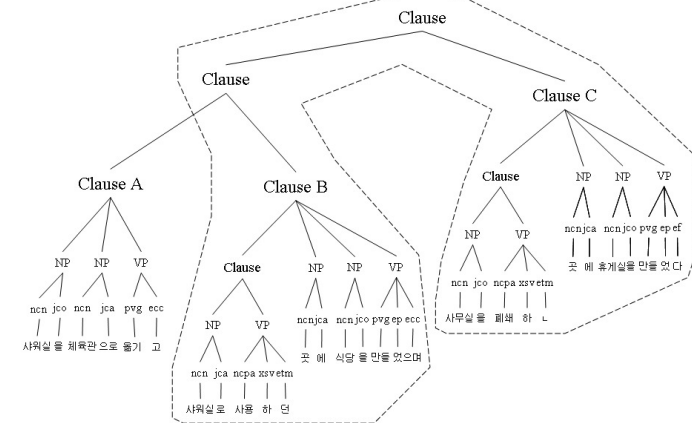 Clause
Clause
Clause C
Clause A
Clause B
Clause
NP NP VP
NP NP VP
Clause
NP NP VP
NP VP
ncn jca ncn jco pvg ep ef
ncn jco ncpa xsv etm
곳 에 휴게실 을 만들 었 다
ncn jco ncn jca pvg ecc
NP VP
ncn jca ncn jco pvg ep ecc
사무실 을 폐쇄 하 ㄴ
샤워실 을 체육관 으로 옮기 고
곳 에 식당 을 만들 었 으며
ncn jca ncpa xsv etm
샤워실 로 사용 하 던